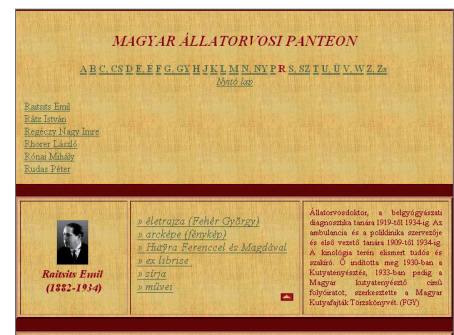 MAGYAR ÁLLATORVOSI PANTEON
A B C, CS D E, É F G, GY H J K L M N, NY P R S, SZ T U, Ü V, W Z, Zs
Nyitó lap
Raitsits Emil
Rátz István
Regéczy Nagy Imre
Rhorer László
Rónai Mihály
Rudas Péter
Raitsits Emil
(1882-1934)
» életrajza (Fehér György)
» arcképe (fénykép)
» Hutÿra Ferenccel és Magdával
» ex librise
» sírja
» művei
Állatorvosdoktor, a belgyógyászati
diagnosztika tanára 1919-től 1934-ig. Az
ambulancia és a poliklinika szervezője
és első vezető tanára 1909-től 1934-ig.
A kinológia terén elismert tudós és
szakíró. Ő indította meg 1930-ban a
Kutyatenyésztés, 1933-ban pedig a
Magyar kutyatenyésztő című
folyóiratot, szerkesztette a Magyar
Kutyafajták Törzskönyvét. (FGY)